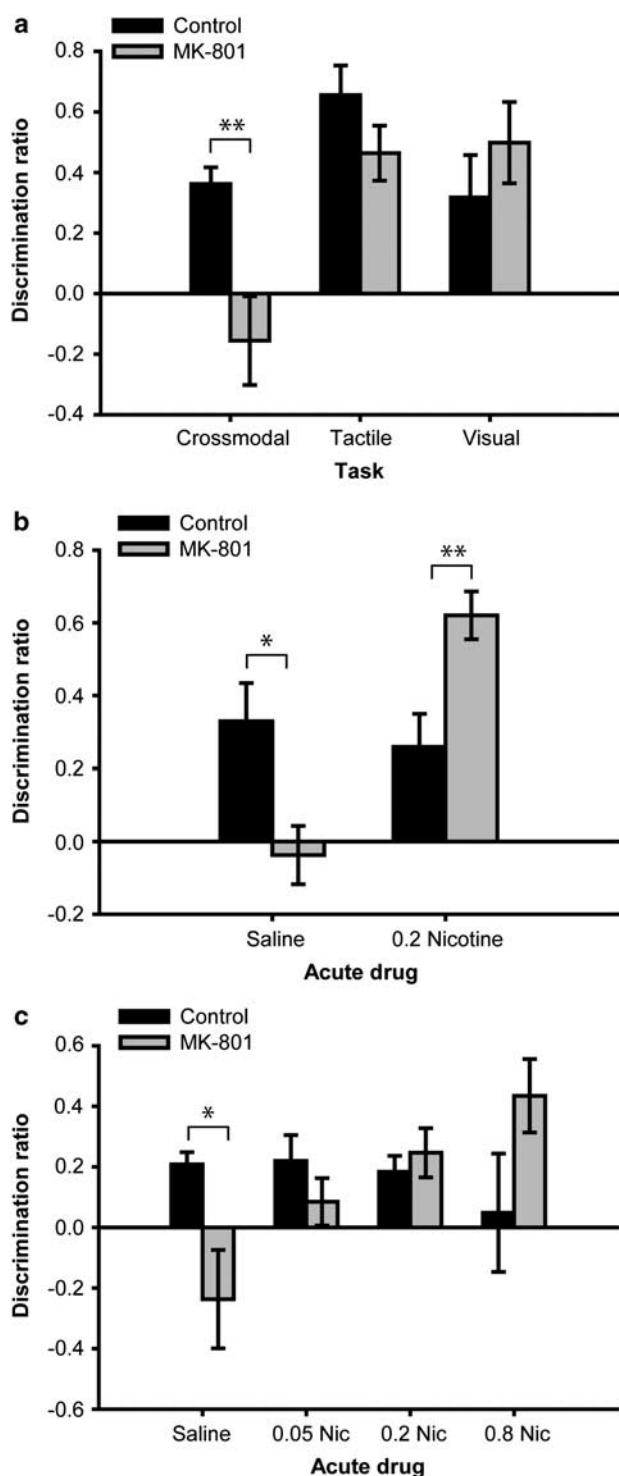 a
Control
MK-801
Discrimination ratio
0.8
0.6
0.4
0.2
0.0
-0.2
-0.4
**
Crossmodal Tactile Visual
Task
b
Control
MK-801
Discrimination ratio
0.8
0.6
0.4
0.2
0.0
-0.2
*
**
Saline 0.2 Nicotine
Acute drug
c
Control
MK-801
Discrimination ratio
0.6
0.4
0.2
0.0
-0.2
-0.4
-0.6
*
Saline 0.05 Nic 0.2 Nic 0.8 Nic
Acute drug